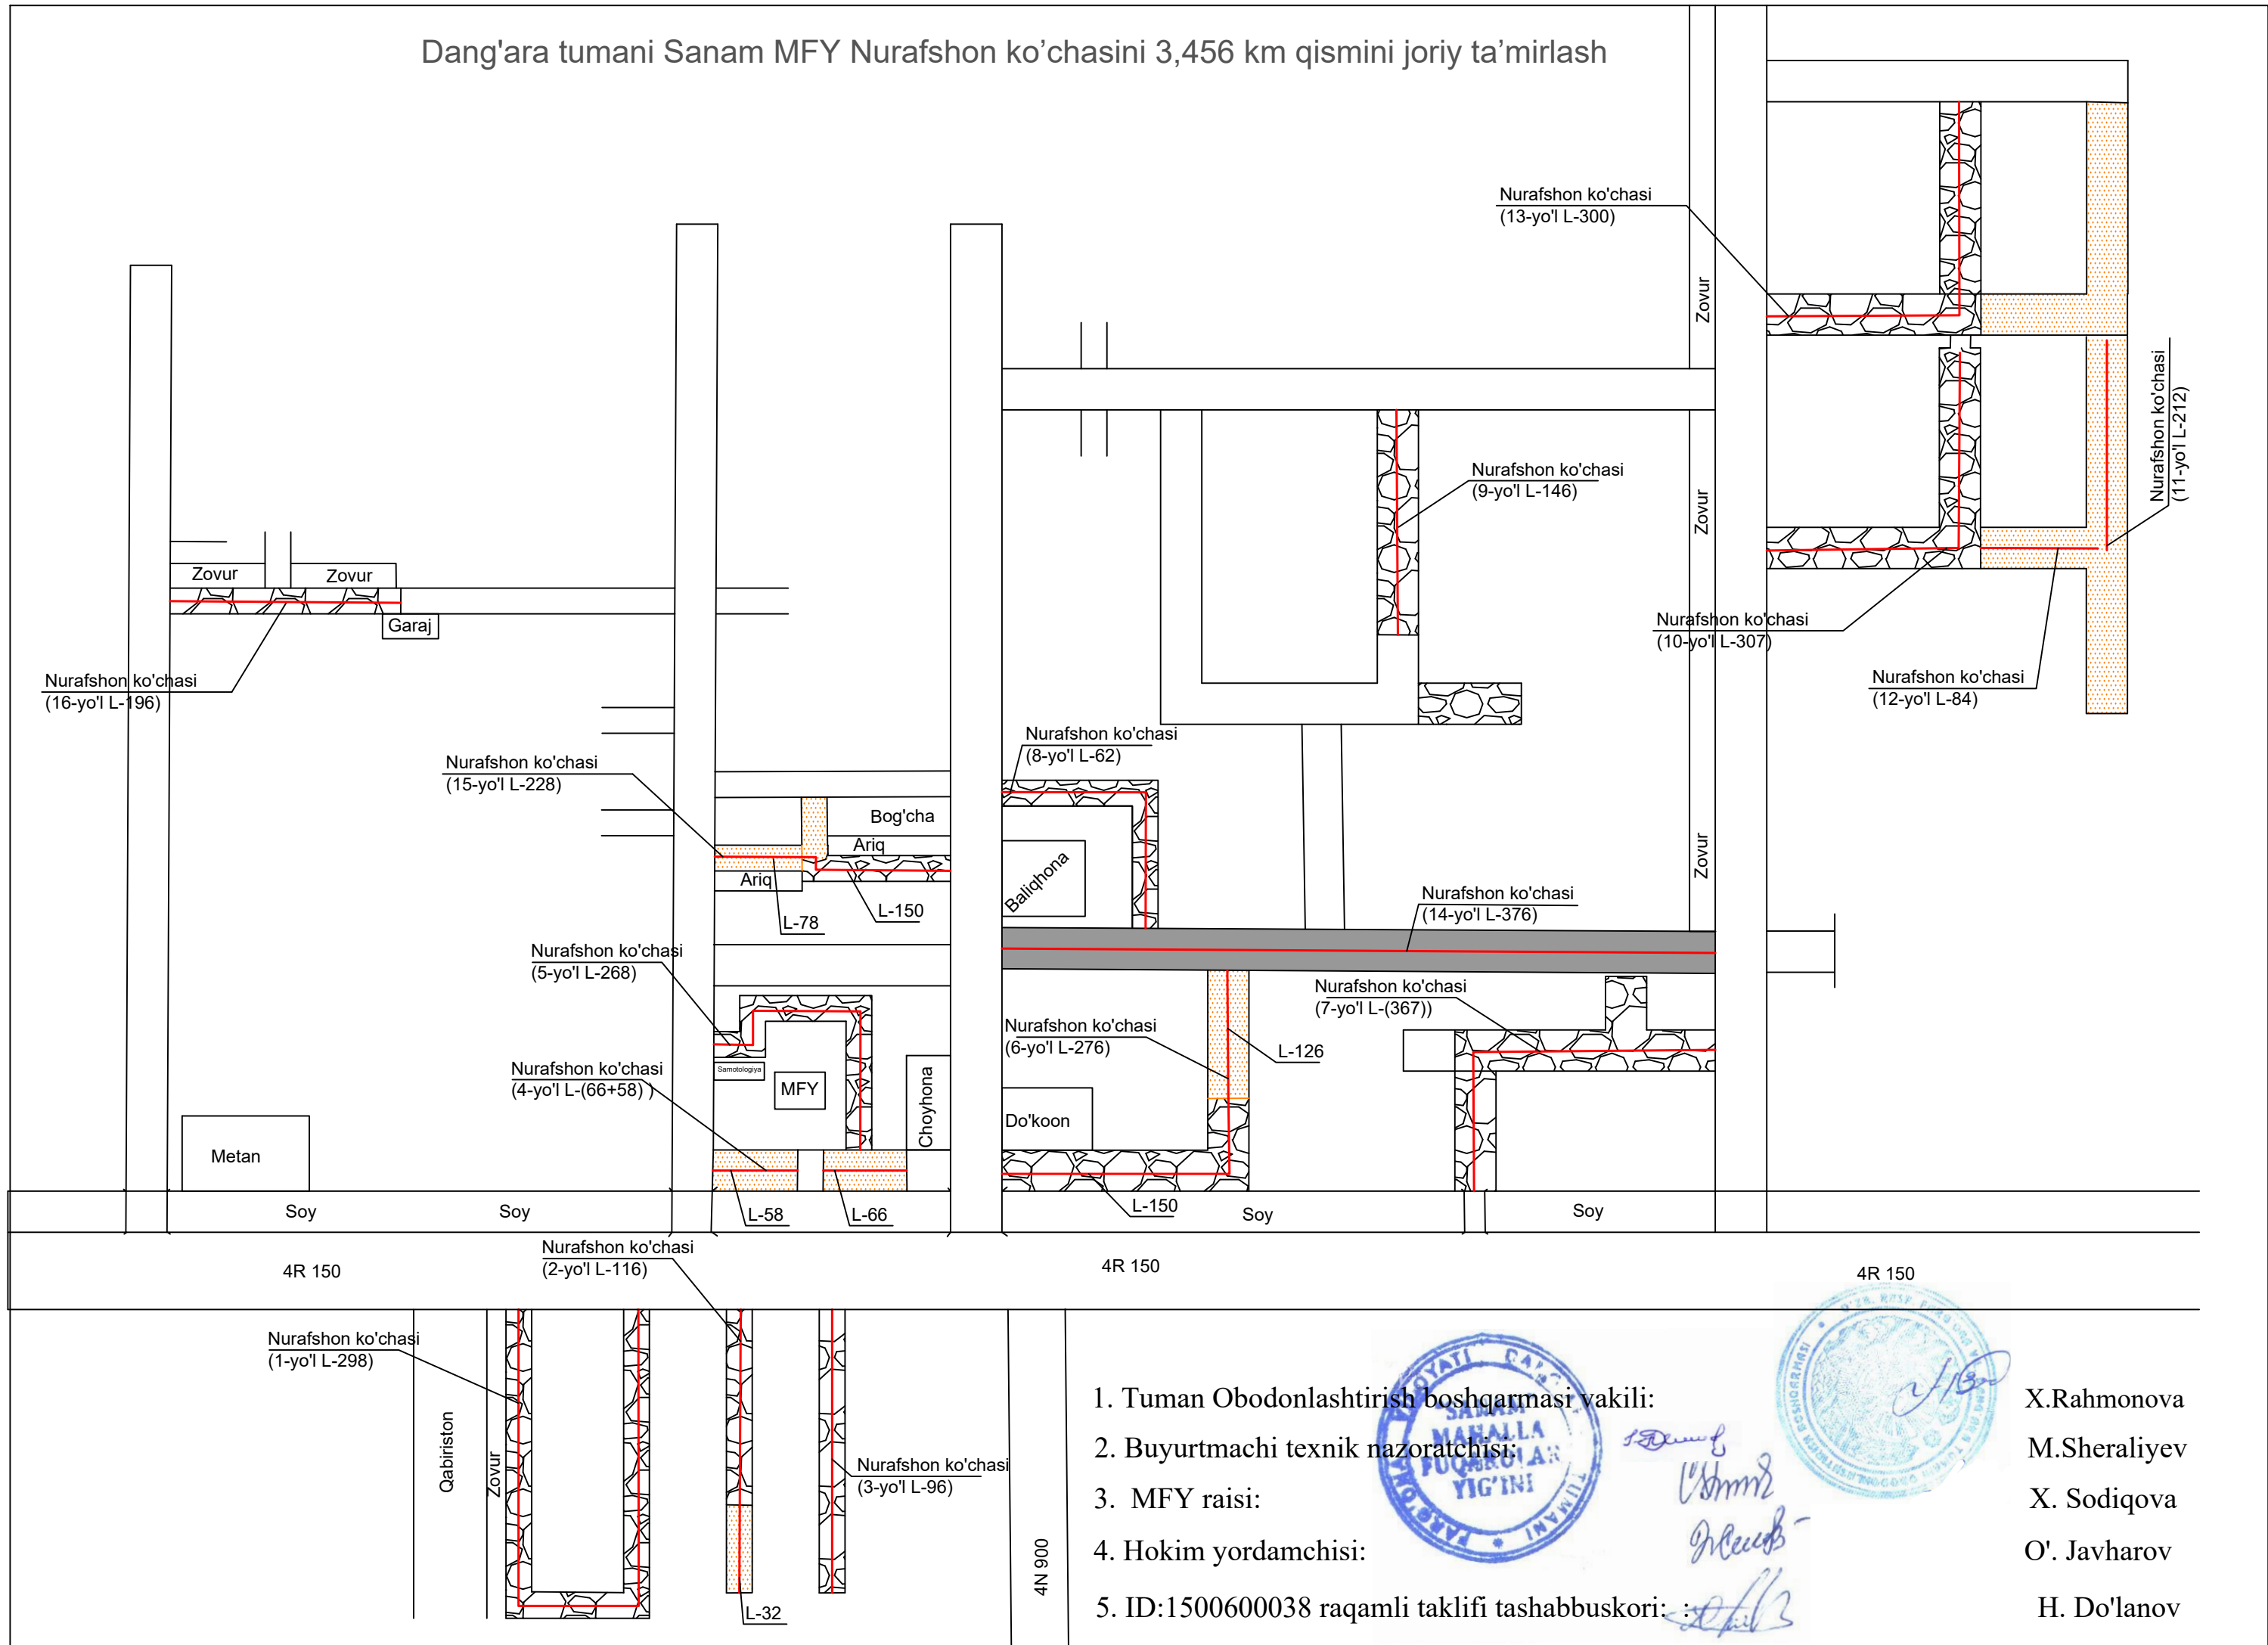 Dang'ara tumani Sanam MFY Nurafshon ko’chasini 3,456 km qismini joriy ta’mirlash
Nurafshon ko'chasi
(13-yo'l L-300)
Zovur
Nurafshon ko'chasi
(11-yo'l L-212)
Nurafshon ko'chasi
(9-yo'l L-146)
Zovur
Zovur
Zovur
Garaj
Nurafshon ko'chasi
(10-yo'l L-307)
Nurafshon ko'chasi
(16-yo'l L-196)
Nurafshon ko'chasi
(12-yo'l L-84)
Nurafshon ko'chasi
(8-yo'l L-62)
Nurafshon ko'chasi
(15-yo'l L-228)
Bog'cha
Ariq
Ariq
Zovur
Baliqhona
L-78
L-150
Nurafshon ko'chasi
(14-yo'l L-376)
Nurafshon ko'chasi
(5-yo'l L-268)
Nurafshon ko'chasi
(7-yo'l L-(367))
Nurafshon ko'chasi
(6-yo'l L-276)
L-126
Samotologiya
Nurafshon ko'chasi
(4-yo'l L-(66+58) )
MFY
Choyhona
Do'koon
Metan
L-58
L-66
L-150
Soy
Soy
Soy
Soy
Nurafshon ko'chasi
(2-yo'l L-116)
4R 150
4R 150
4R 150
Nurafshon ko'chasi
(1-yo'l L-298)
Qabiriston
Zovur
Nurafshon ko'chasi
(3-yo'l L-96)
L-32
4N 900
1. Tuman Obodonlashtirish boshqarmasi vakili: X.Rahmonova
2. Buyurtmachi texnik nazoratchisi: M.Sheraliyev
3. MFY raisi: X. Sodiqova
4. Hokim yordamchisi: O'. Javharov
5. ID:1500600038 raqamli taklifi tashabbuskori: : H. Do'lanov
SANAM
MAHALLA
FUQAROLAR
YIG'INI
TUMANI